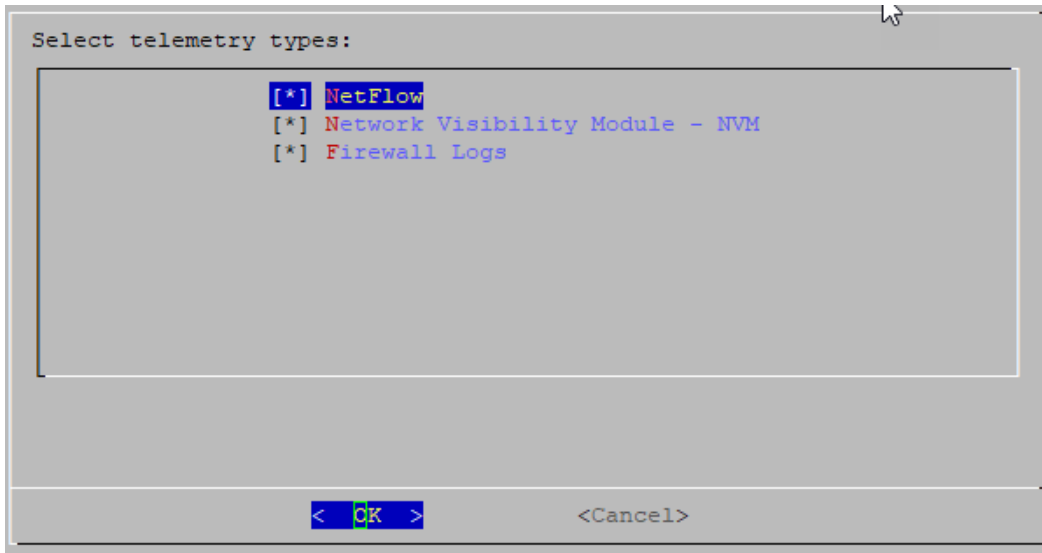 Select telemetry types:
[*] NetFlow
[*] Network Visibility Module - NVM
[*] Firewall Logs
< OK > <Cancel>